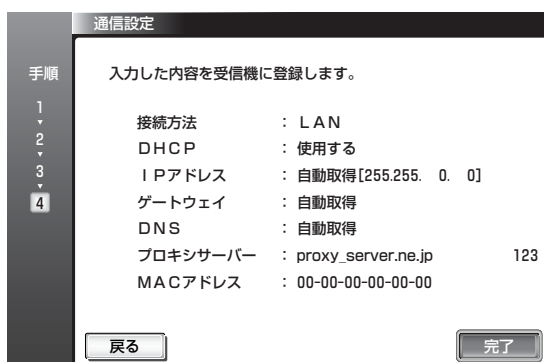 通信設定
手順
1
2
3
4
入力した内容を受信機に登録します。
接続方法 : LAN
DHCP : 使用する
IPアドレス : 自動取得[255.255. 0. 0]
ゲートウェイ : 自動取得
DNS : 自動取得
プロキシサーバー : proxy_server.ne.jp 123
MACアドレス : 00-00-00-00-00-00
戻る 完了